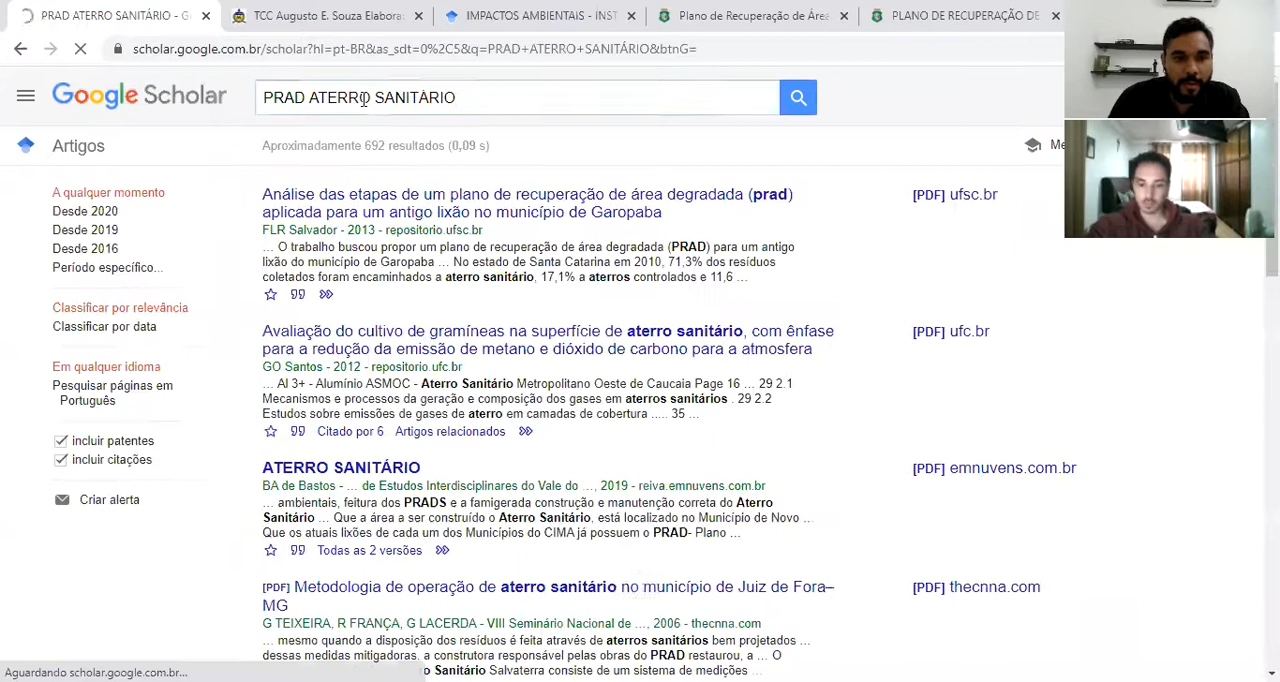 PRAD ATERRO SANITÁRIO - G
TCC Augusto E. Souza Elabora
IMPACTOS AMBIENTAIS - INST
Plano de Recuperação de Área
PLANO DE RECUPERAÇÃO DE
scholar.google.com.br/scholar?hl=pt-BR&as_sdt=0%2C5&q=PRAD+ATERRO+SANITÁRIO&btnG=
Google Scholar
PRAD ATERRO SANITÁRIO
Artigos
Aproximadamente 692 resultados (0,09 s)
Me
A qualquer momento
Desde 2020
Desde 2019
Desde 2016
Período específico...
Classificar por relevância
Classificar por data
Em qualquer idioma
Pesquisar páginas em
Português
incluir patentes
incluir citações
Criar alerta
Análise das etapas de um plano de recuperação de área degradada (prad)
aplicada para um antigo lixão no município de Garopaba
FLR Salvador - 2013 - repositorio.ufsc.br
... O trabalho buscou propor um plano de recuperação de área degradada (PRAD) para um antigo
lixão do município de Garopaba ... No estado de Santa Catarina em 2010, 71,3% dos resíduos
coletados foram encaminhados a aterro sanitário, 17,1% a aterros controlados e 11,6 ...
[PDF] ufsc.br
Avaliação do cultivo de gramíneas na superfície de aterro sanitário, com ênfase
para a redução da emissão de metano e dióxido de carbono para a atmosfera
GO Santos - 2012 - repositorio.ufc.br
... Al 3+ - Alumínio ASMOC - Aterro Sanitário Metropolitano Oeste de Caucaia Page 16 ... 29 2.1
Mecanismos e processos da geração e composição dos gases em aterros sanitários . 29 2.2
Estudos sobre emissões de gases de aterro em camadas de cobertura ..... 35 ...
Citado por 6 Artigos relacionados
[PDF] ufc.br
ATERRO SANITÁRIO
BA de Bastos - ... de Estudos Interdisciplinares do Vale do ..., 2019 - reiva.emnuvens.com.br
... ambientais, feitura dos PRADS e a famigerada construção e manutenção correta do Aterro
Sanitário ... Que a área a ser construído o Aterro Sanitário, está localizado no Município de Novo ...
Que os atuais lixões de cada um dos Municípios do CIMA já possuem o PRAD- Plano ...
Todas as 2 versões
[PDF] emnuvens.com.br
[PDF] Metodologia de operação de aterro sanitário no município de Juiz de Fora–
MG
G TEIXEIRA, R FRANÇA, G LACERDA - VIII Seminário Nacional de ..., 2006 - thecnna.com
... mesmo quando a disposição dos resíduos é feita através de aterros sanitários bem projetados ...
dessas medidas mitigadoras, a construtora responsável pelas obras do PRAD restaurou, a ... O
o Sanitário Salvaterra consiste de um sistema de medições ...
[PDF] thecnna.com
Aguardando scholar.google.com.br...